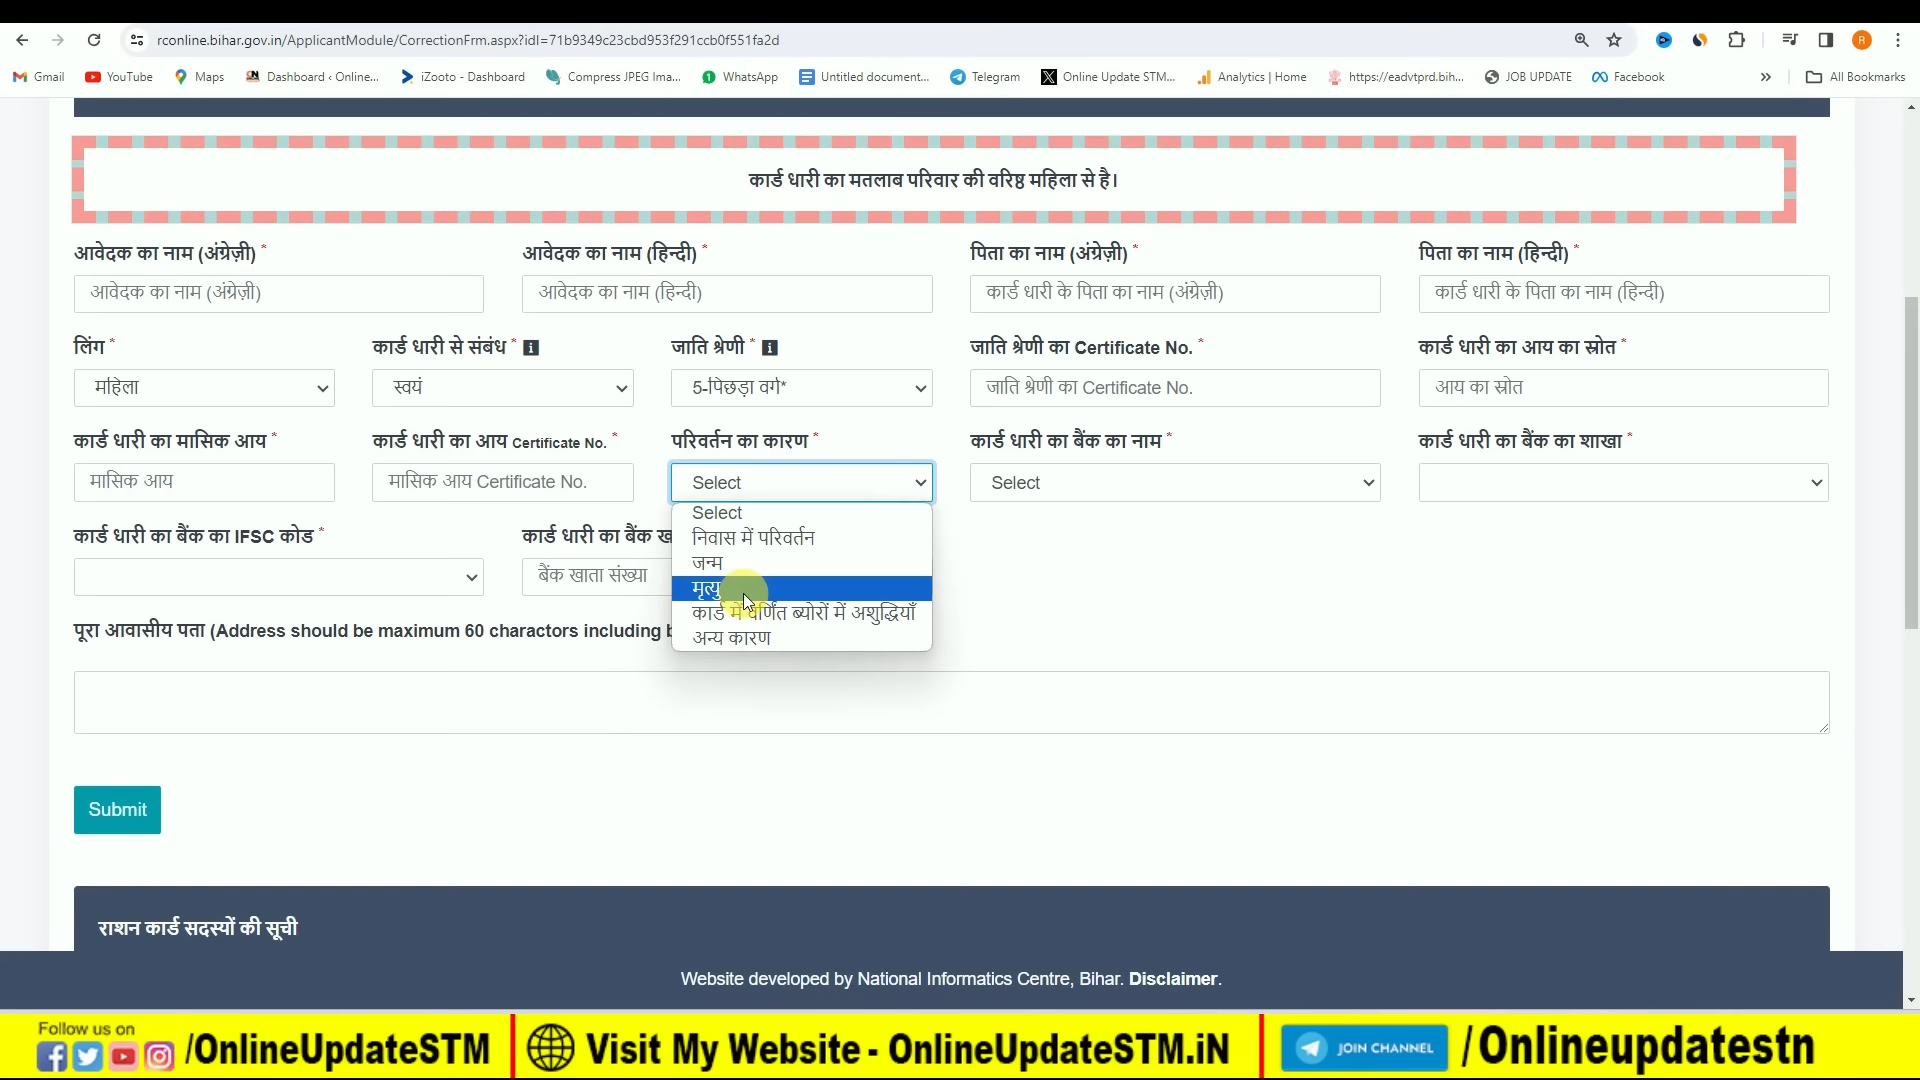 rconline.bihar.gov.in/ApplicantModule/CorrectionFrm.aspx?idl=71b9349c23cbd953f291ccb0f551fa2d
R
Gmail YouTube Maps Dashboard ‹ Online... iZooto - Dashboard Compress JPEG Ima... WhatsApp Untitled document... Telegram Online Update STM... Analytics | Home https://eadvtprd.bih... JOB UPDATE Facebook » All Bookmarks
कार्ड धारी का मतलाब परिवार की वरिष्ठ महिला से है।
आवेदक का नाम (अंग्रेज़ी) * आवेदक का नाम (हिन्दी) * पिता का नाम (अंग्रेज़ी) * पिता का नाम (हिन्दी) *
आवेदक का नाम (अंग्रेज़ी) आवेदक का नाम (हिन्दी) कार्ड धारी के पिता का नाम (अंग्रेज़ी) कार्ड धारी के पिता का नाम (हिन्दी)
लिंग * कार्ड धारी से संबंध * जाति श्रेणी * जाति श्रेणी का Certificate No. * कार्ड धारी का आय का स्रोत *
महिला स्वयं 5-पिछड़ा वर्ग* जाति श्रेणी का Certificate No. आय का स्रोत
कार्ड धारी का मासिक आय * कार्ड धारी का आय Certificate No. * परिवर्तन का कारण * कार्ड धारी का बैंक का नाम * कार्ड धारी का बैंक का शाखा *
मासिक आय मासिक आय Certificate No. Select Select
Select
निवास में परिवर्तन
जन्म
मृत्यु
कार्ड में वर्णित ब्योरों में अशुद्धियाँ
अन्य कारण
कार्ड धारी का बैंक का IFSC कोड * कार्ड धारी का बैंक
बैंक खाता संख्या
पूरा आवासीय पता (Address should be maximum 60 charactors including
Submit
राशन कार्ड सदस्यों की सूची
Website developed by National Informatics Centre, Bihar. Disclaimer.
Follow us on
/OnlineUpdateSTM Visit My Website - OnlineUpdateSTM.iN JOIN CHANNEL /Onlineupdatestn